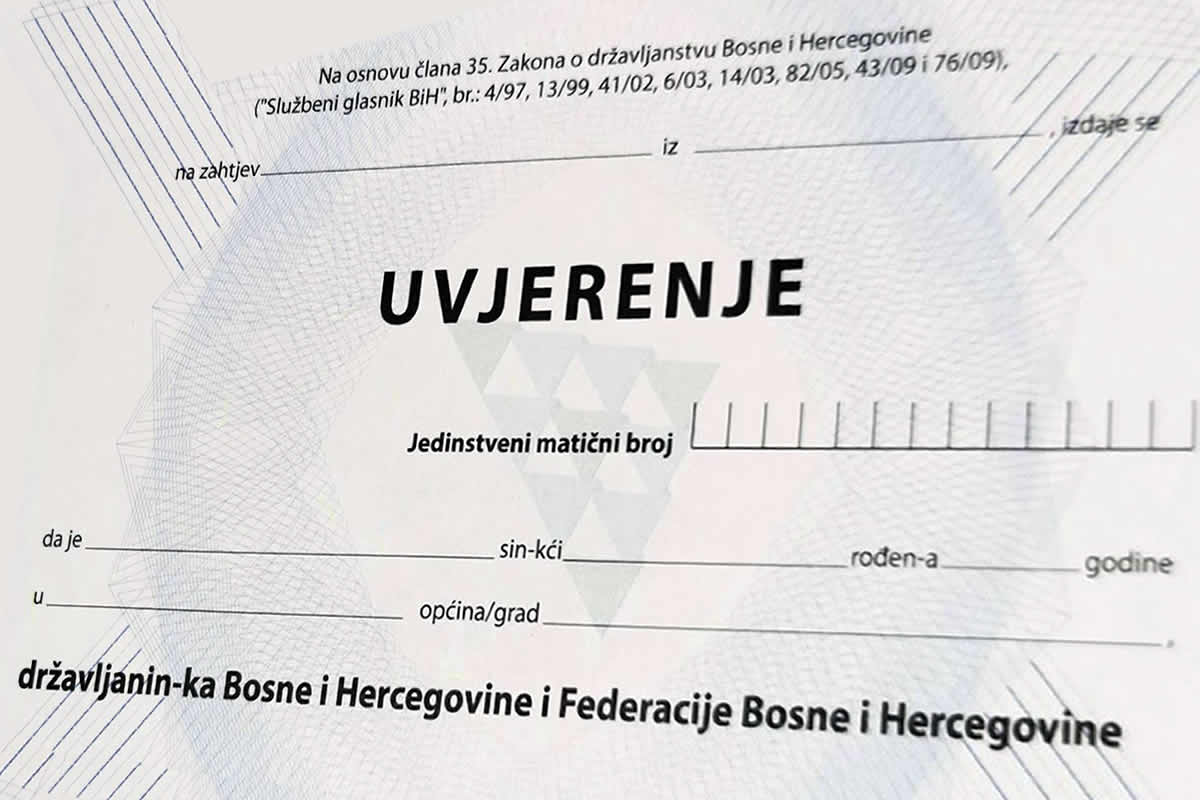 Na osnovu člana 35. Zakona o državljanstvu Bosne i Hercegovine
("Službeni glasnik BiH", br.: 4/97, 13/99, 41/02, 6/03, 14/03, 82/05, 43/09 i 76/09),
na zahtjev iz , izdaje se
UVJERENJE
Jedinstveni matični broj
da je sin-kći rođen-a godine
u općina/grad .
državljanin-ka Bosne i Hercegovine i Federacije Bosne i Hercegovine